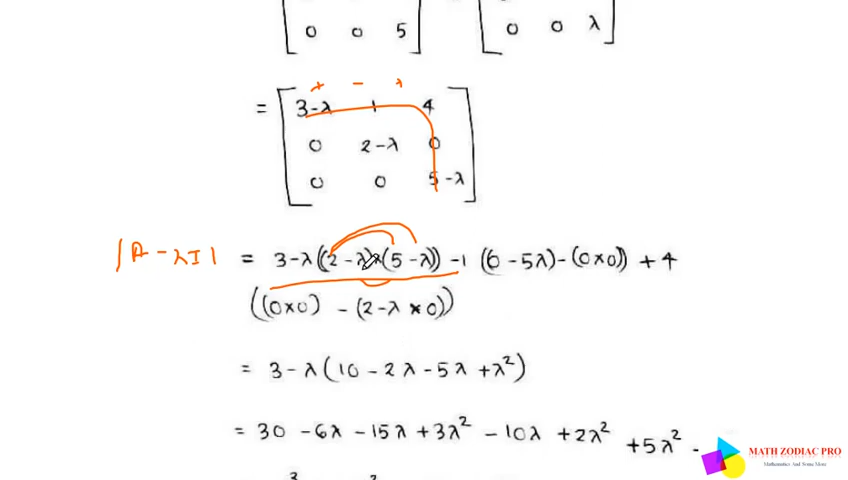 0 0 5 0 0 λ
+ - +
= 3-λ 1 4
0 2-λ 0
0 0 5-λ
|A - λI| = 3-λ((2-λ)×(5-λ)) -1 (0-5λ)-(0×0)) + 4
((0×0) - (2-λ × 0))
= 3-λ(10 - 2λ - 5λ + λ²)
= 30 - 6λ - 15λ + 3λ² - 10λ + 2λ² + 5λ² -
MATH ZODIAC PRO
Mathematics And Some More